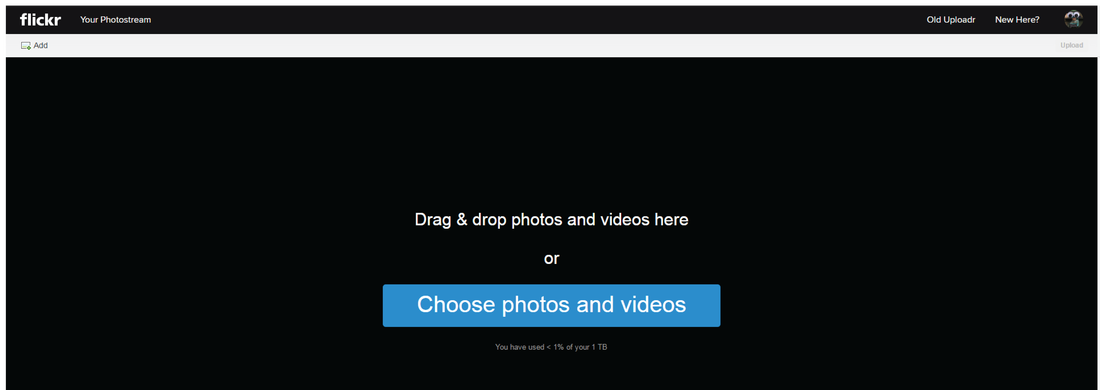 flickr Your Photostream Old Uploadr New Here?
Add Upload
Drag & drop photos and videos here
or
Choose photos and videos
You have used < 1% of your 1 TB